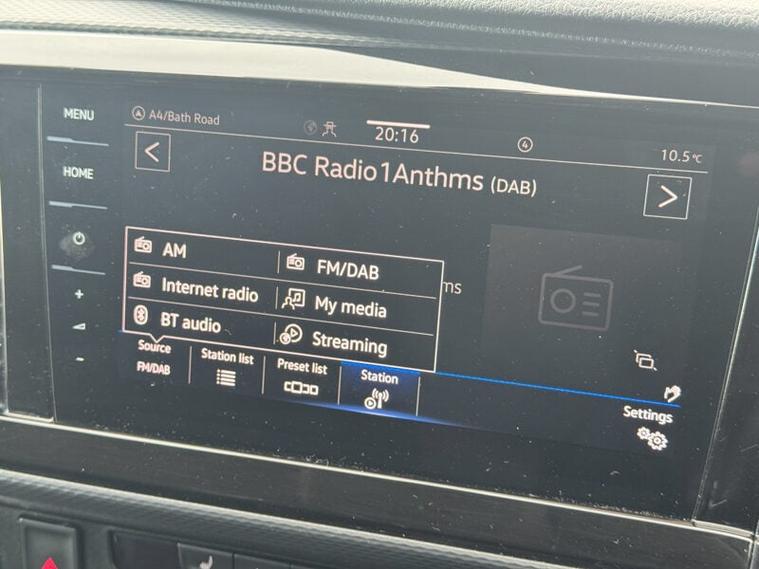 MENU
A4/Bath Road
20:16
4
10.5°C
HOME
<
BBC Radio1Anthms (DAB)
>
AM
FM/DAB
Internet radio
My media
ms
BT audio
Streaming
+
-
Source
FM/DAB
Station list
Preset list
Station
Settings